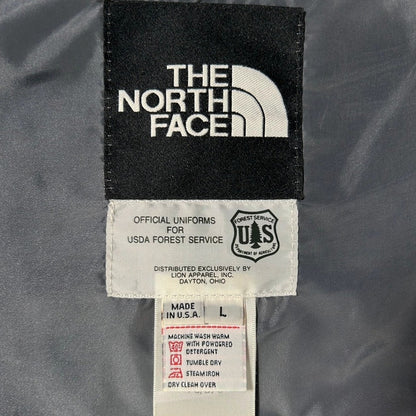 THE
NORTH
FACE
OFFICIAL UNIFORMS
FOR
USDA FOREST SERVICE
FOREST SERVICE
U S
DEPARTMENT OF AGRICULTURE
DISTRIBUTED EXCLUSIVELY BY
LION APPAREL, INC.
DAYTON, OHIO
MADE
IN U.S.A.
L
MACHINE WASH WARM
WITH POWDERED
DETERGENT
TUMBLE DRY
STEAM IRON
DRY CLEAN OVER